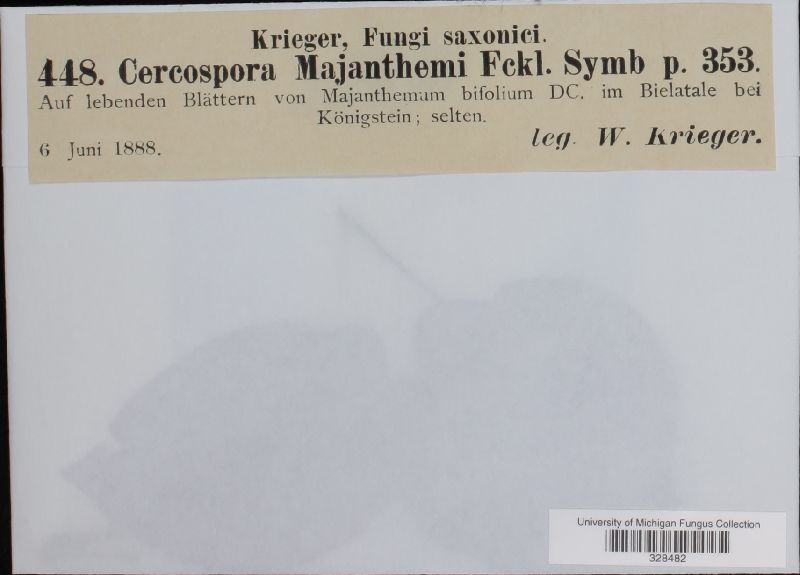 Krieger, Fungi saxonici.
448. Cercospora Majanthemi Fckl. Symb p. 353.
Auf lebenden Blättern von Majanthemum bifolium DC. im Bielatale bei
Königstein; selten.
6 Juni 1888.
leg. W. Krieger.
University of Michigan Fungus Collection
328482